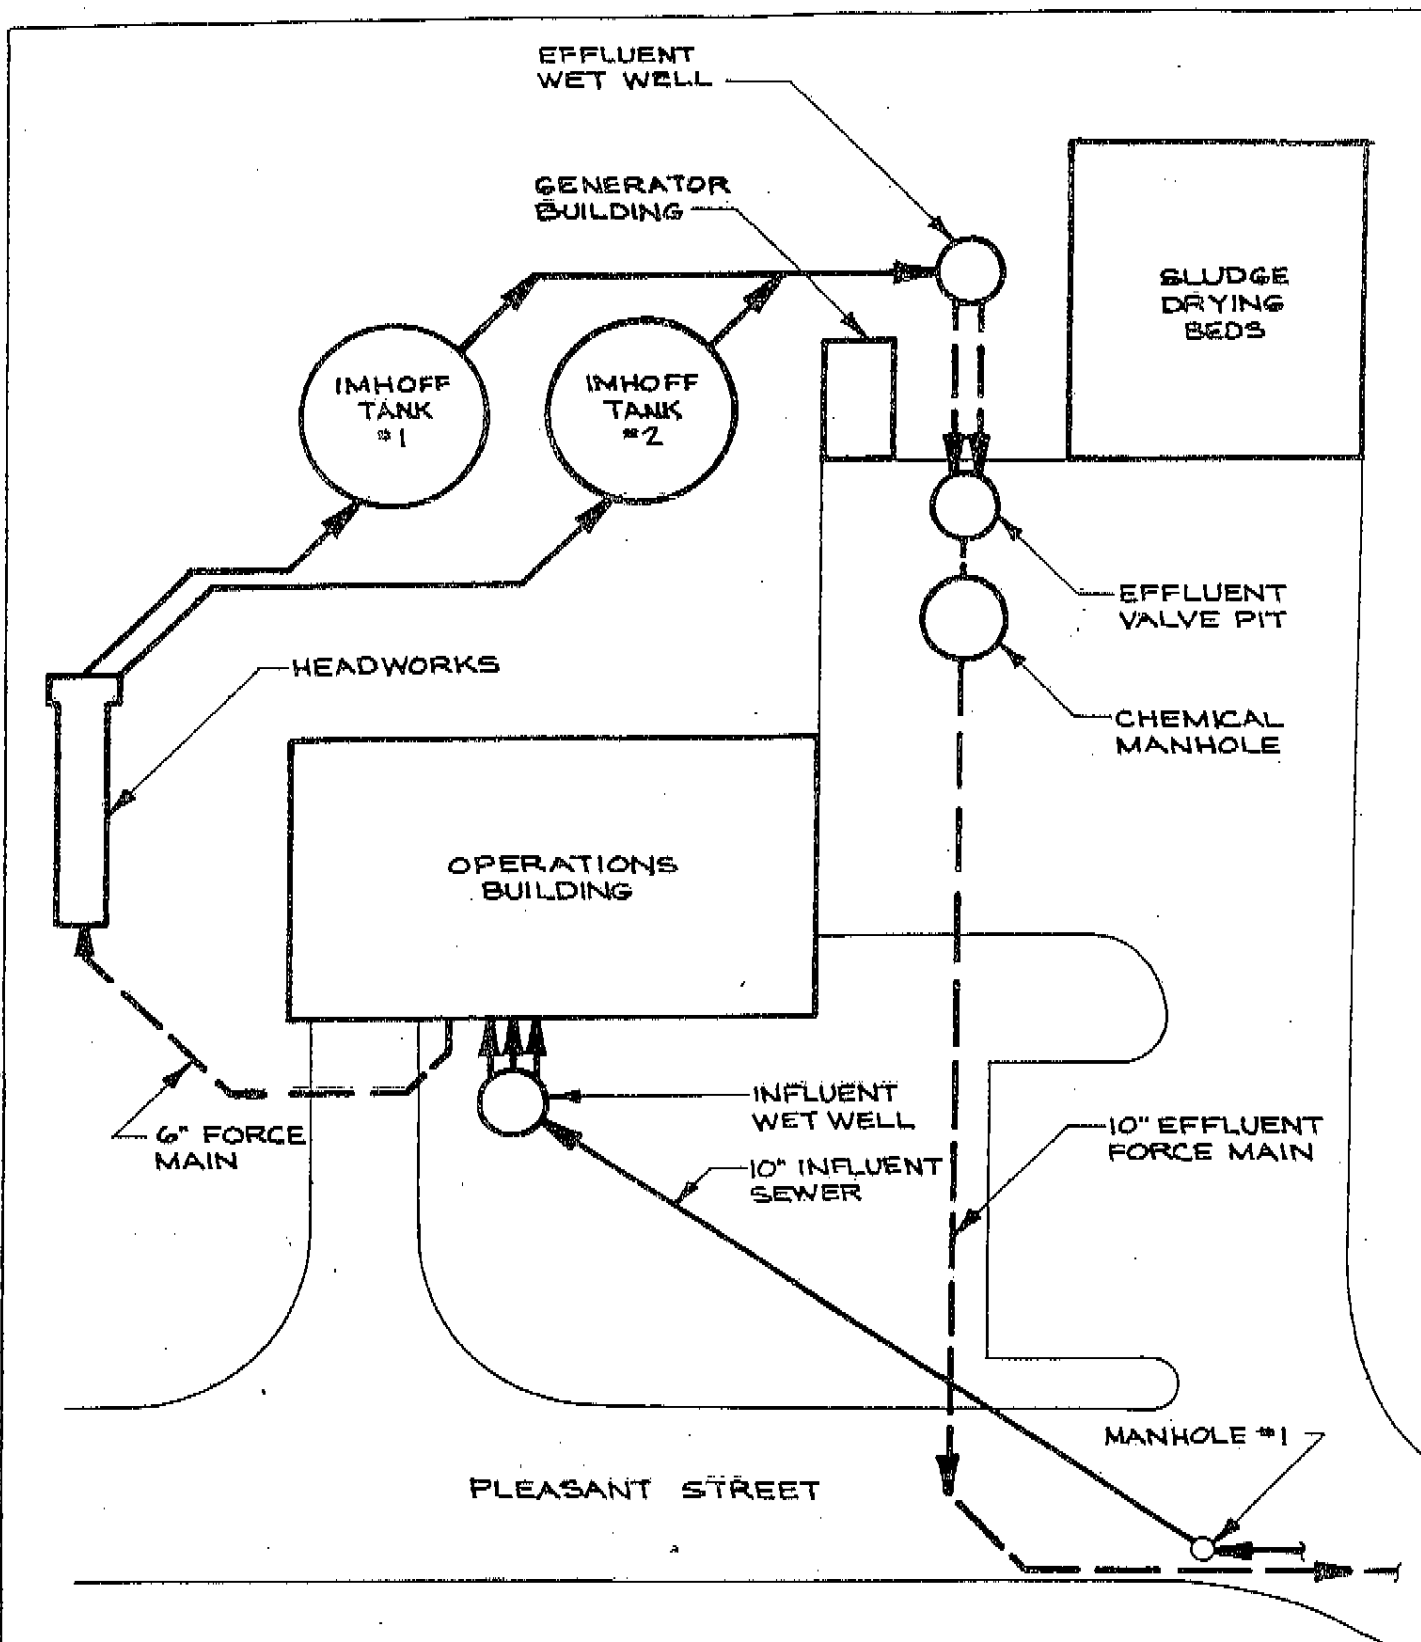 EFFLUENT
WET WELL
GENERATOR
BUILDING
SLUDGE
DRYING
BEDS
IMHOFF
TANK
#1
IMHOFF
TANK
#2
EFFLUENT
VALVE PIT
HEADWORKS
CHEMICAL
MANHOLE
OPERATIONS
BUILDING
INFLUENT
WET WELL
6" FORCE
MAIN
10" EFFLUENT
FORCE MAIN
10" INFLUENT
SEWER
MANHOLE #1
PLEASANT STREET